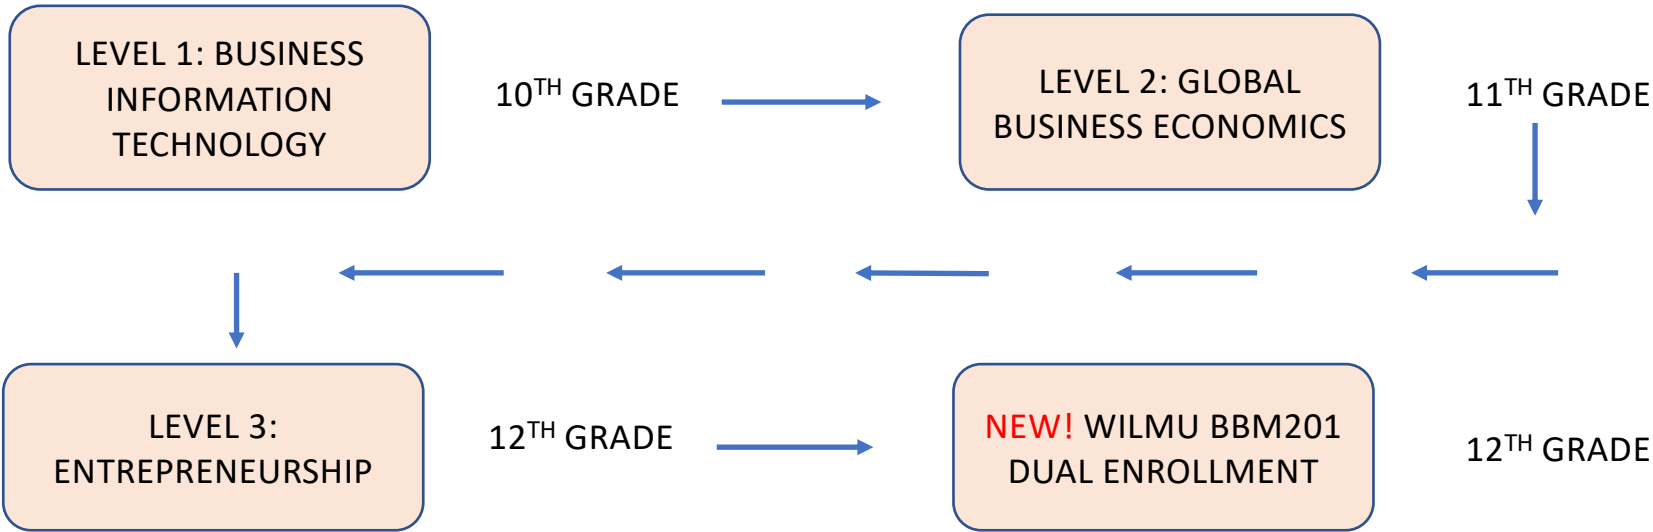 LEVEL 1: BUSINESS
INFORMATION
TECHNOLOGY
10TH GRADE
LEVEL 2: GLOBAL
BUSINESS ECONOMICS
11TH GRADE
LEVEL 3:
ENTREPRENEURSHIP
12TH GRADE
NEW! WILMU BBM201
DUAL ENROLLMENT
12TH GRADE